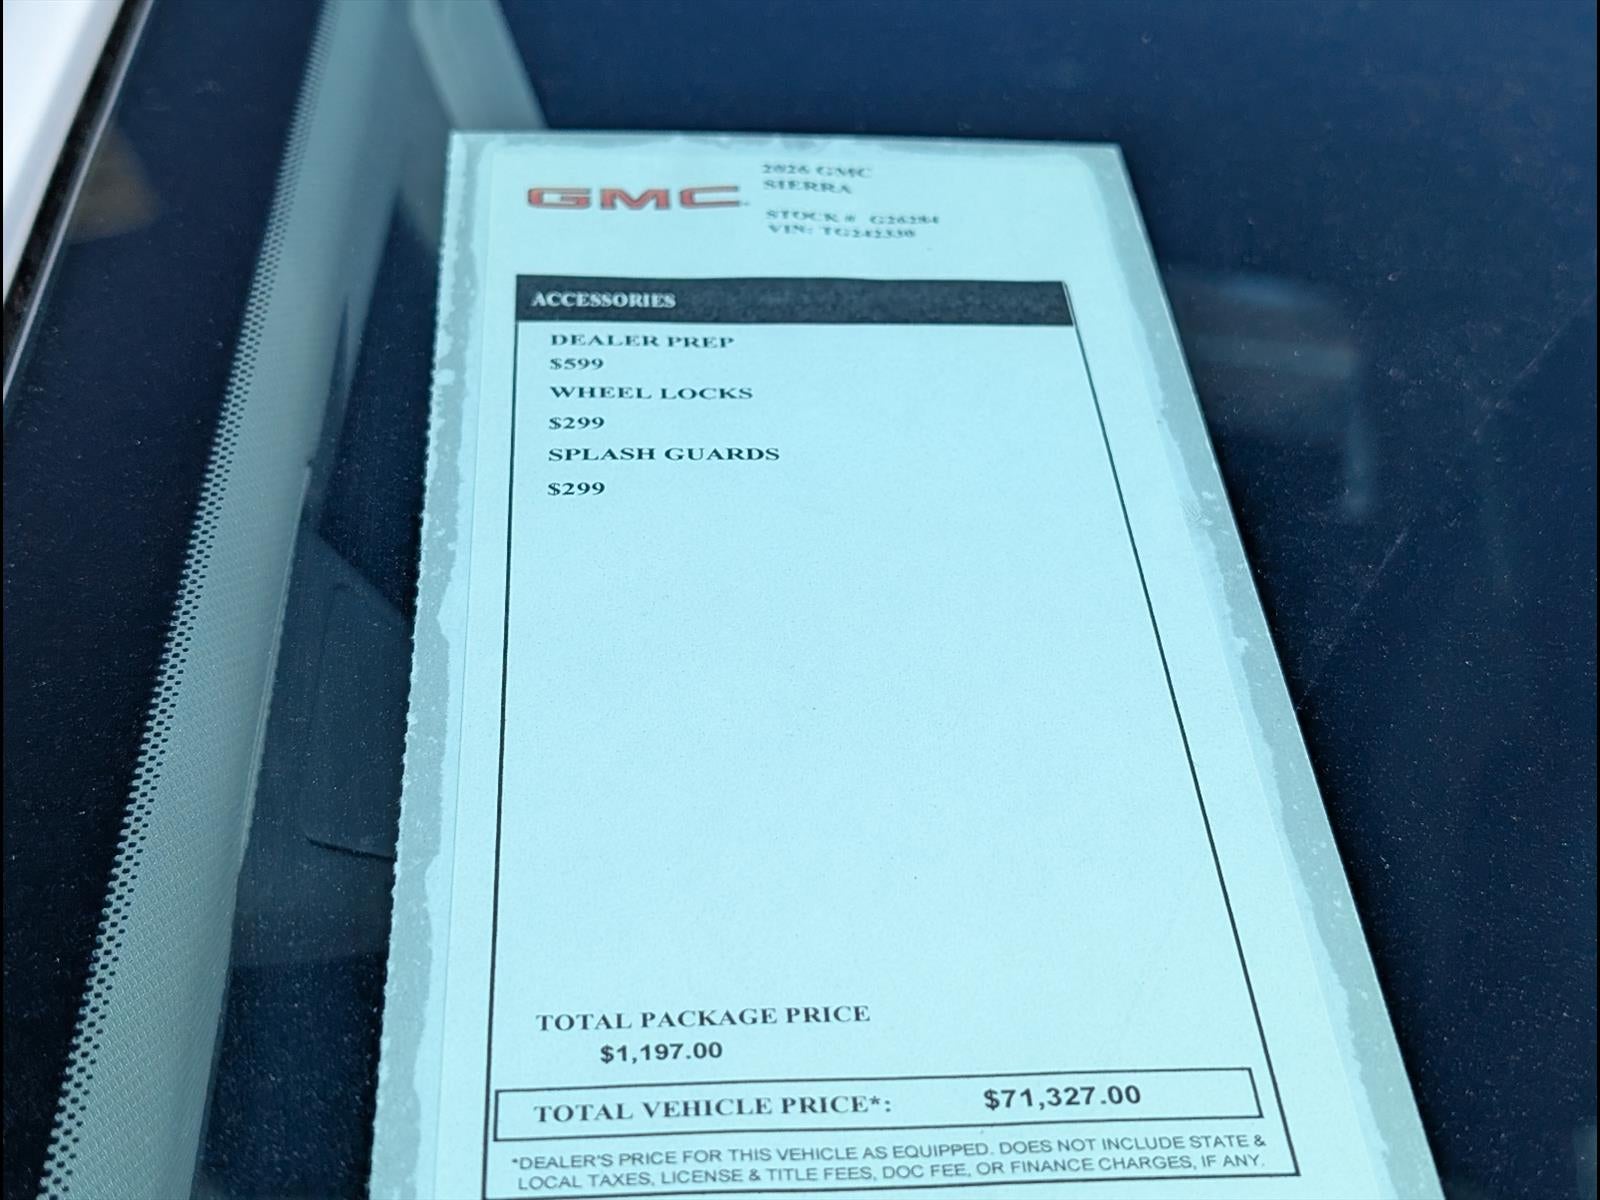 GMC
2026 GMC
SIERRA
STOCK # G26284
VIN: TG242330
ACCESSORIES
DEALER PREP
$599
WHEEL LOCKS
$299
SPLASH GUARDS
$299
TOTAL PACKAGE PRICE
$1,197.00
TOTAL VEHICLE PRICE*: $71,327.00
*DEALER'S PRICE FOR THIS VEHICLE AS EQUIPPED. DOES NOT INCLUDE STATE &
LOCAL TAXES, LICENSE & TITLE FEES, DOC FEE, OR FINANCE CHARGES, IF ANY.